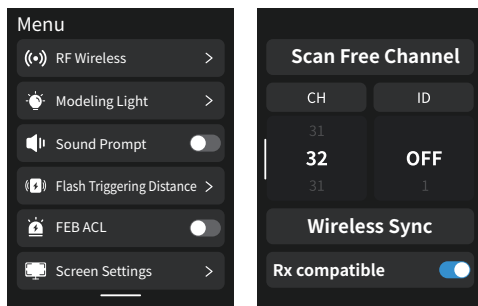 Menu
RF Wireless
Modeling Light
Sound Prompt
Flash Triggering Distance
FEB ACL
Screen Settings
Scan Free Channel
CH ID
31
32 OFF
31 1
Wireless Sync
Rx compatible